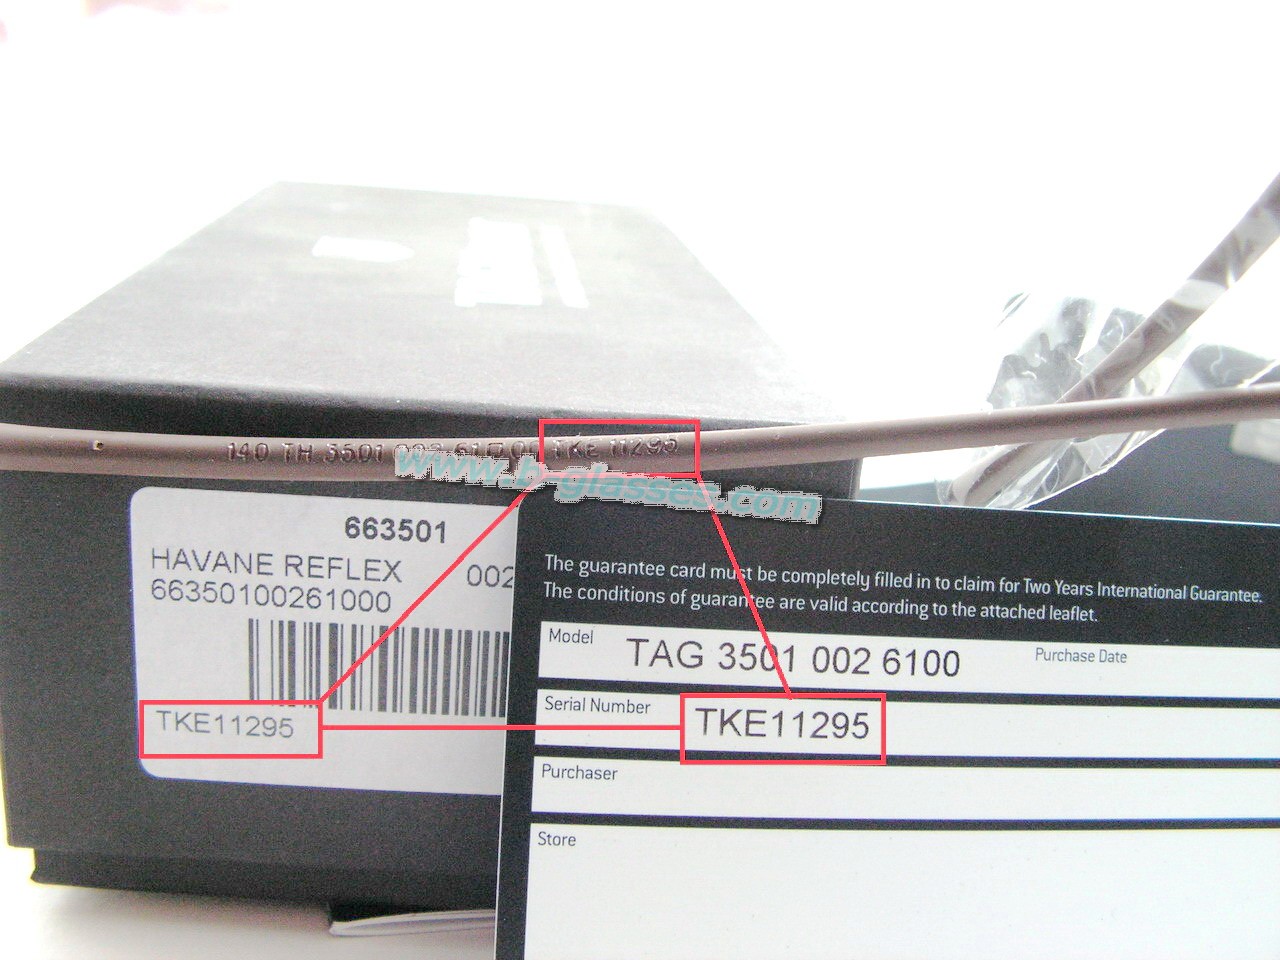 140 TH 3501 002 TKE 11295
www.b-glasses.com
663501
HAVANE REFLEX 002
66350100261000
TKE11295
The guarantee card must be completely filled in to claim for Two Years International Guarantee.
The conditions of guarantee are valid according to the attached leaflet.
Model TAG 3501 002 6100 Purchase Date
Serial Number TKE11295
Purchaser
Store